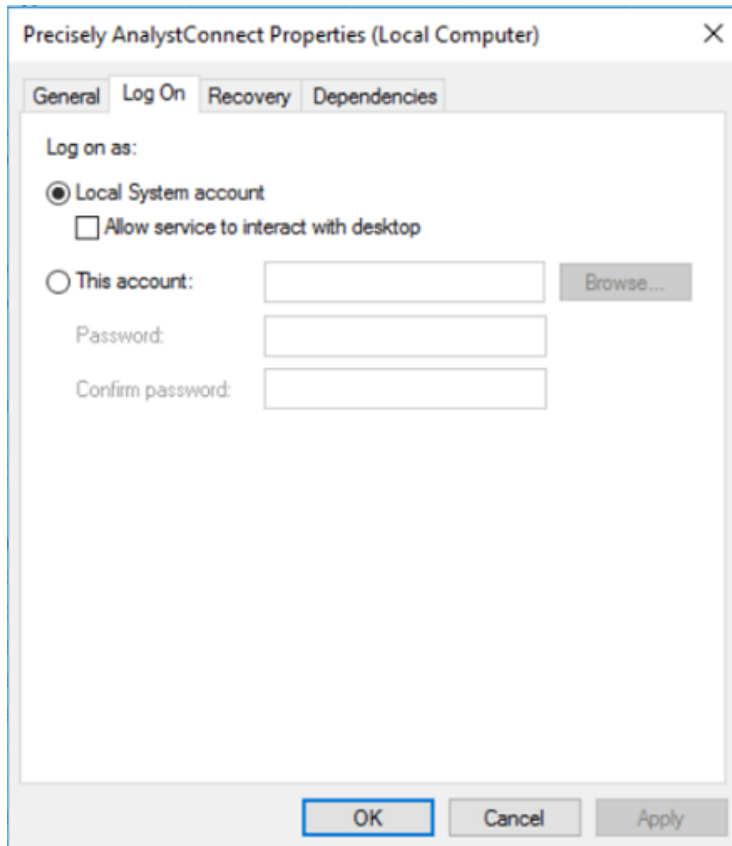 Precisely AnalystConnect Properties (Local Computer)
General Log On Recovery Dependencies
Log on as:
Local System account
Allow service to interact with desktop
This account: Browse...
Password:
Confirm password:
OK Cancel Apply